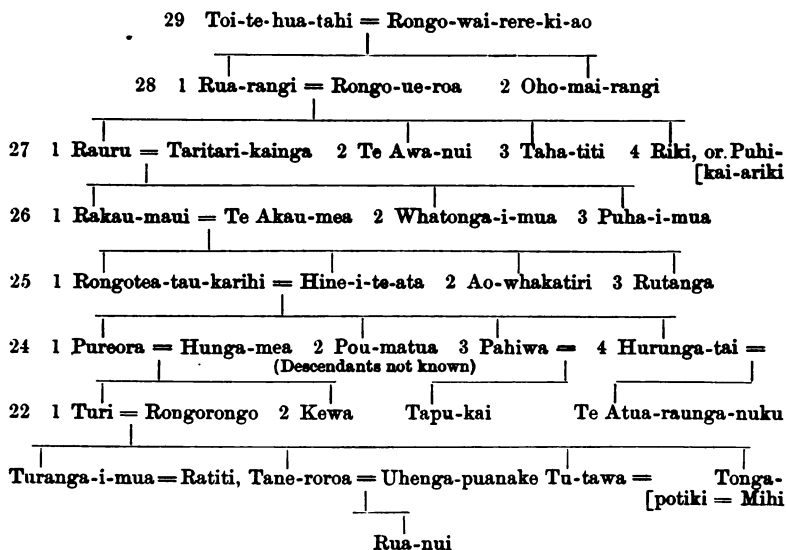 29 Toi-te-hua-tahi = Rongo-wai-rere-ki-ao
28 1 Rua-rangi = Rongo-ue-roa 2 Oho-mai-rangi
27 1 Rauru = Taritari-kainga 2 Te Awa-nui 3 Taha-titi 4 Riki, or Puhi-
[kai-ariki
26 1 Rakau-maui = Te Akau-mea 2 Whatonga-i-mua 3 Puha-i-mua
25 1 Rongotea-tau-karihi = Hine-i-te-ata 2 Ao-whakatiri 3 Rutanga
24 1 Pureora = Hunga-mea 2 Pou-matua 3 Pahiwa = 4 Hurunga-tai =
(Descendants not known)
22 1 Turi = Rongorongo 2 Kewa Tapu-kai Te Atua-raunga-nuku
Turanga-i-mua = Ratiti, Tane-roroa = Uhenga-puanake Tu-tawa = Tonga-
[potiki = Mihi
Rua-nui